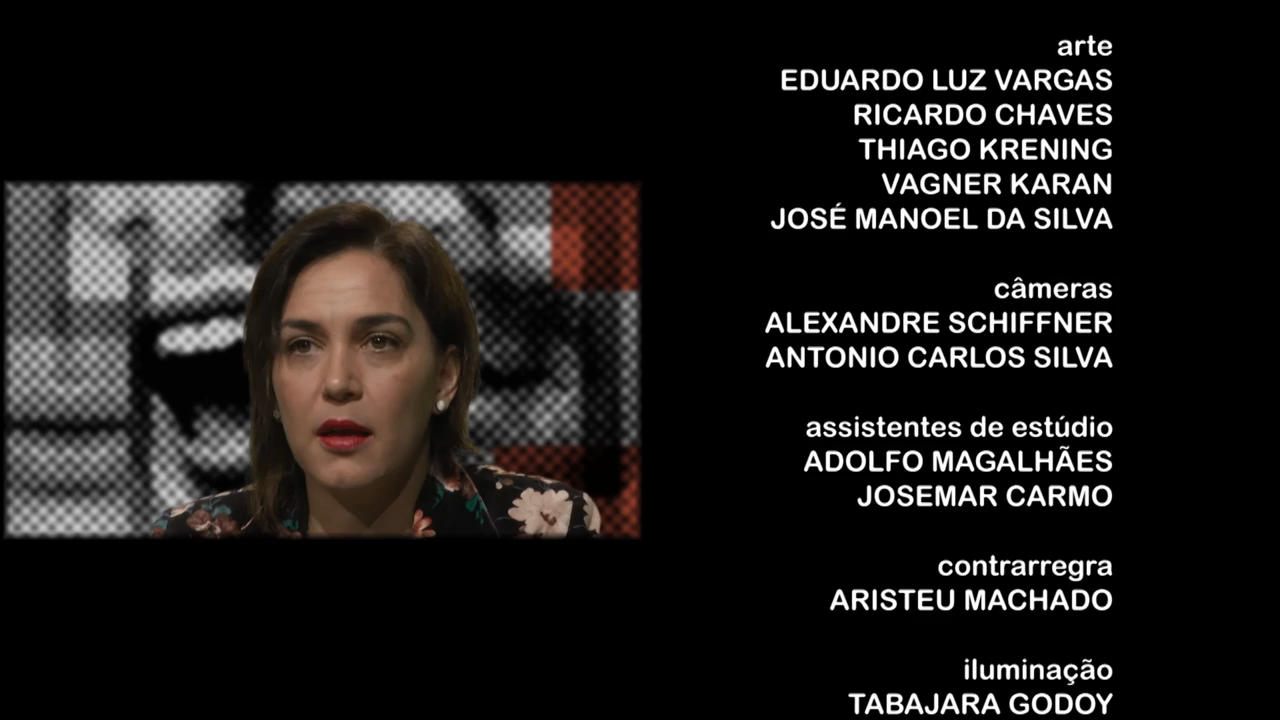 arte
EDUARDO LUZ VARGAS
RICARDO CHAVES
THIAGO KRENING
VAGNER KARAN
JOSÉ MANOEL DA SILVA
câmeras
ALEXANDRE SCHIFFNER
ANTONIO CARLOS SILVA
assistentes de estúdio
ADOLFO MAGALHÃES
JOSEMAR CARMO
contrarregra
ARISTEU MACHADO
iluminação
TABAJARA GODOY